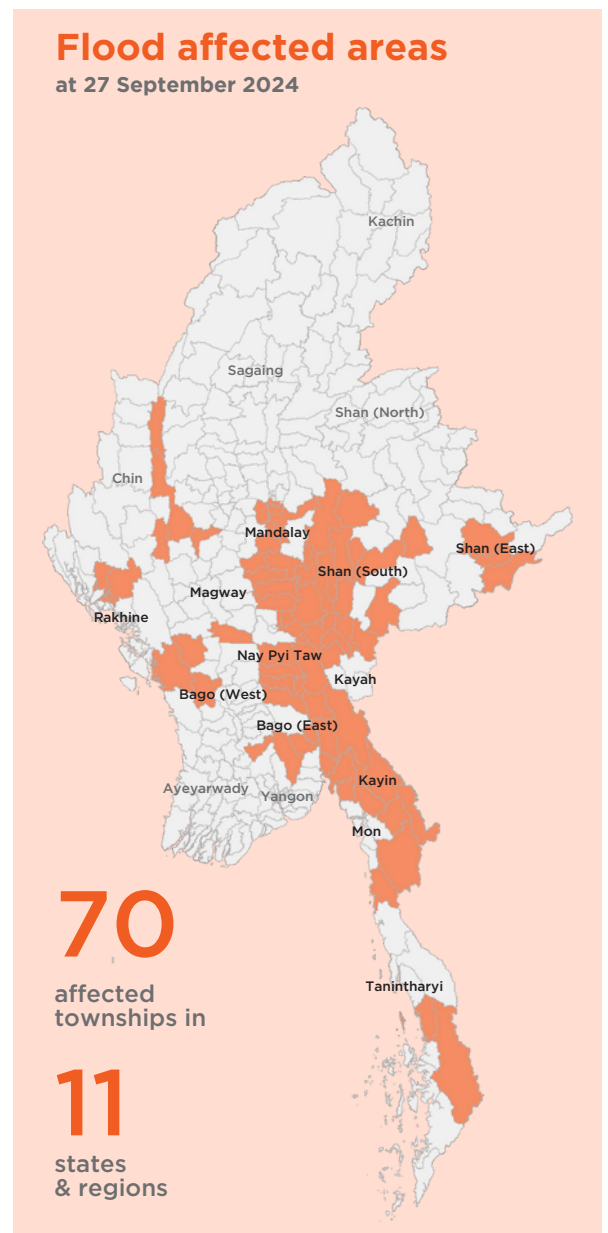 Flood affected areas
at 27 September 2024
Kachin
Sagaing
Shan (North)
Chin
Mandalay
Shan (East)
Shan (South)
Magway
Rakhine
Nay Pyi Taw
Kayah
Bago (West)
Bago (East)
Kayin
Ayeyarwady
Yangon
Mon
70
affected
townships in
Tanintharyi
11
states
& regions